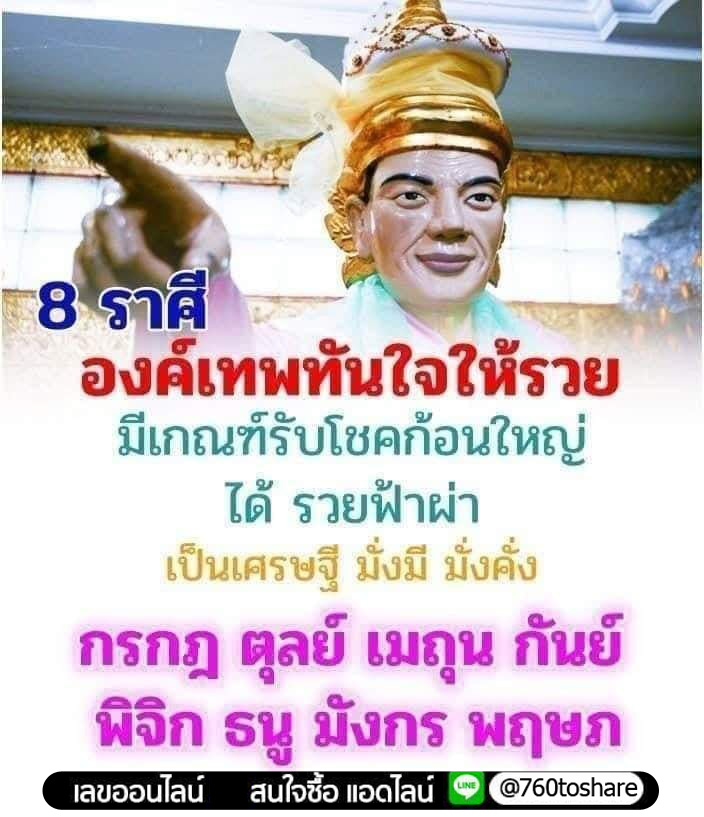 8 ราศี
องค์เทพทันใจให้รวย
มีเกณฑ์รับโชคก้อนใหญ่
ได้ รวยฟ้าผ่า
เป็นเศรษฐี มั่งมี มั่งคั่ง
กรกฎ ตุลย์ เมถุน กันย์
พิจิก ธนู มังกร พฤษภ
เลขออนไลน์ สนใจซื้อ แอดไลน์ LINE @760toshare